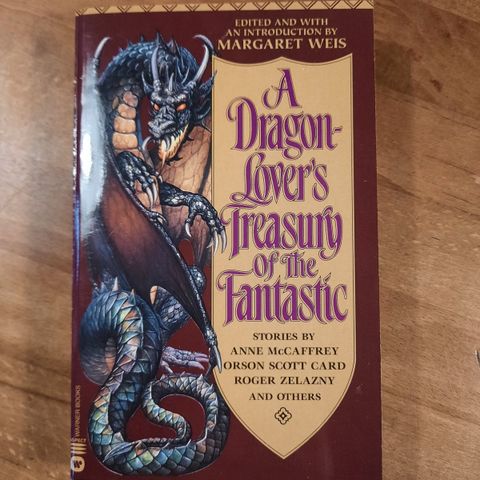 EDITED AND WITH
AN INTRODUCTION BY
MARGARET WEIS
A
Dragon-
Lover's
Treasury
Of The
Fantastic
STORIES BY
ANNE McCAFFREY
ORSON SCOTT CARD
ROGER ZELAZNY
AND OTHERS
WARNER BOOKS